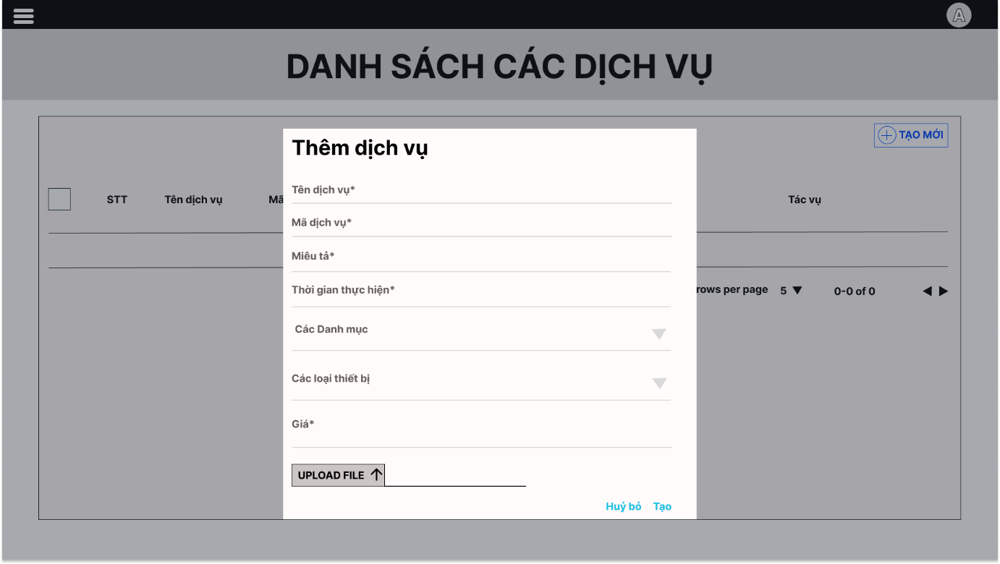 A
DANH SÁCH CÁC DỊCH VỤ
TẠO MỚI
Thêm dịch vụ
STT Tên dịch vụ Mã Tác vụ
Tên dịch vụ*
Mã dịch vụ*
Miêu tả*
Thời gian thực hiện*
rows per page 5 0-0 of 0
Các Danh mục
Các loại thiết bị
Giá*
UPLOAD FILE
Huỷ bỏ Tạo